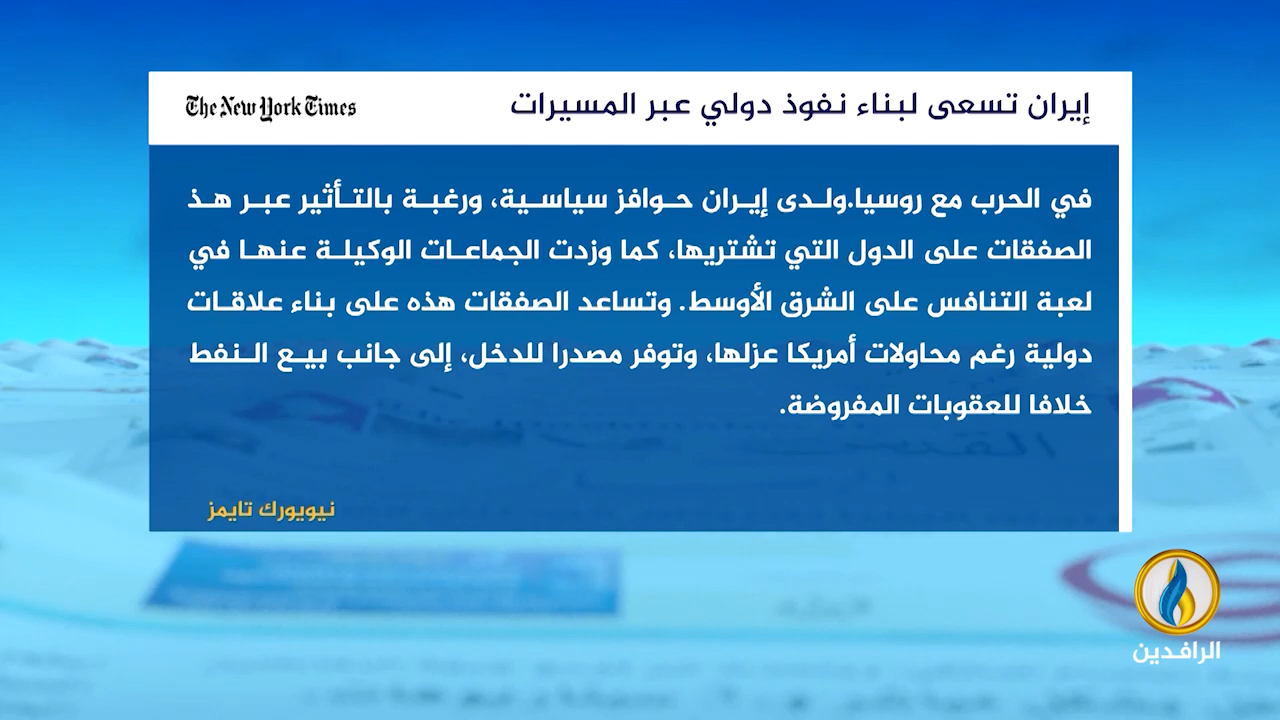 إيران تسعى لبناء نفوذ دولي عبر المسيرات
The New York Times
في الحرب مع روسيا.ولدى إيران حوافز سياسية، ورغبة بالتأثير عبر هذ
الصفقات على الدول التي تشتريها، كما وزدت الجماعات الوكيلة عنها في
لعبة التنافس على الشرق الأوسط. وتساعد الصفقات هذه على بناء علاقات
دولية رغم محاولات أمريكا عزلها، وتوفر مصدرا للدخل، إلى جانب بيع النفط
خلافا للعقوبات المفروضة.
نيويورك تايمز
الرافدين